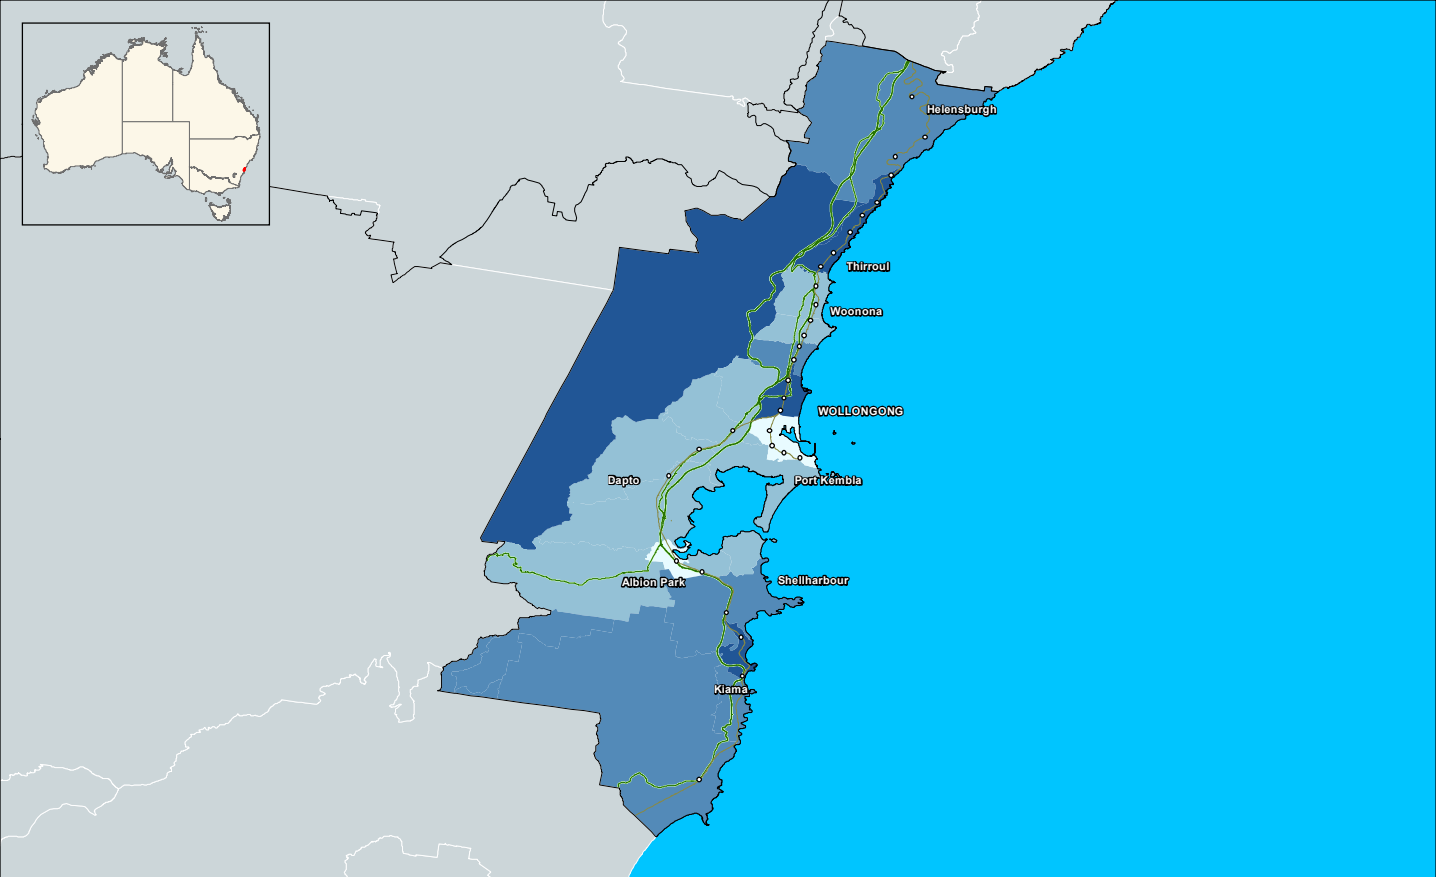 Helensburgh
Thirroul
Woonona
WOLLONGONG
Dapto
Port Kembla
Albion Park
Shellharbour
Kiama